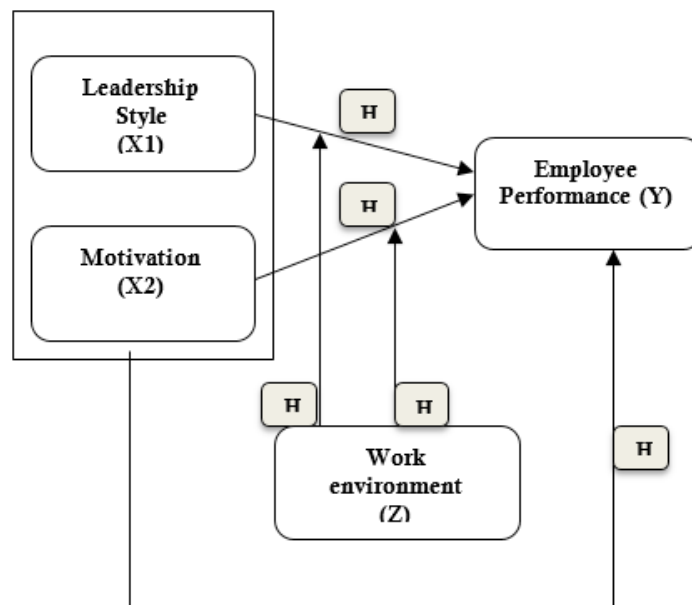 Leadership
Style
(X1)
H
Employee
Performance (Y)
H
Motivation
(X2)
H
H
Work
environment
(Z)
H